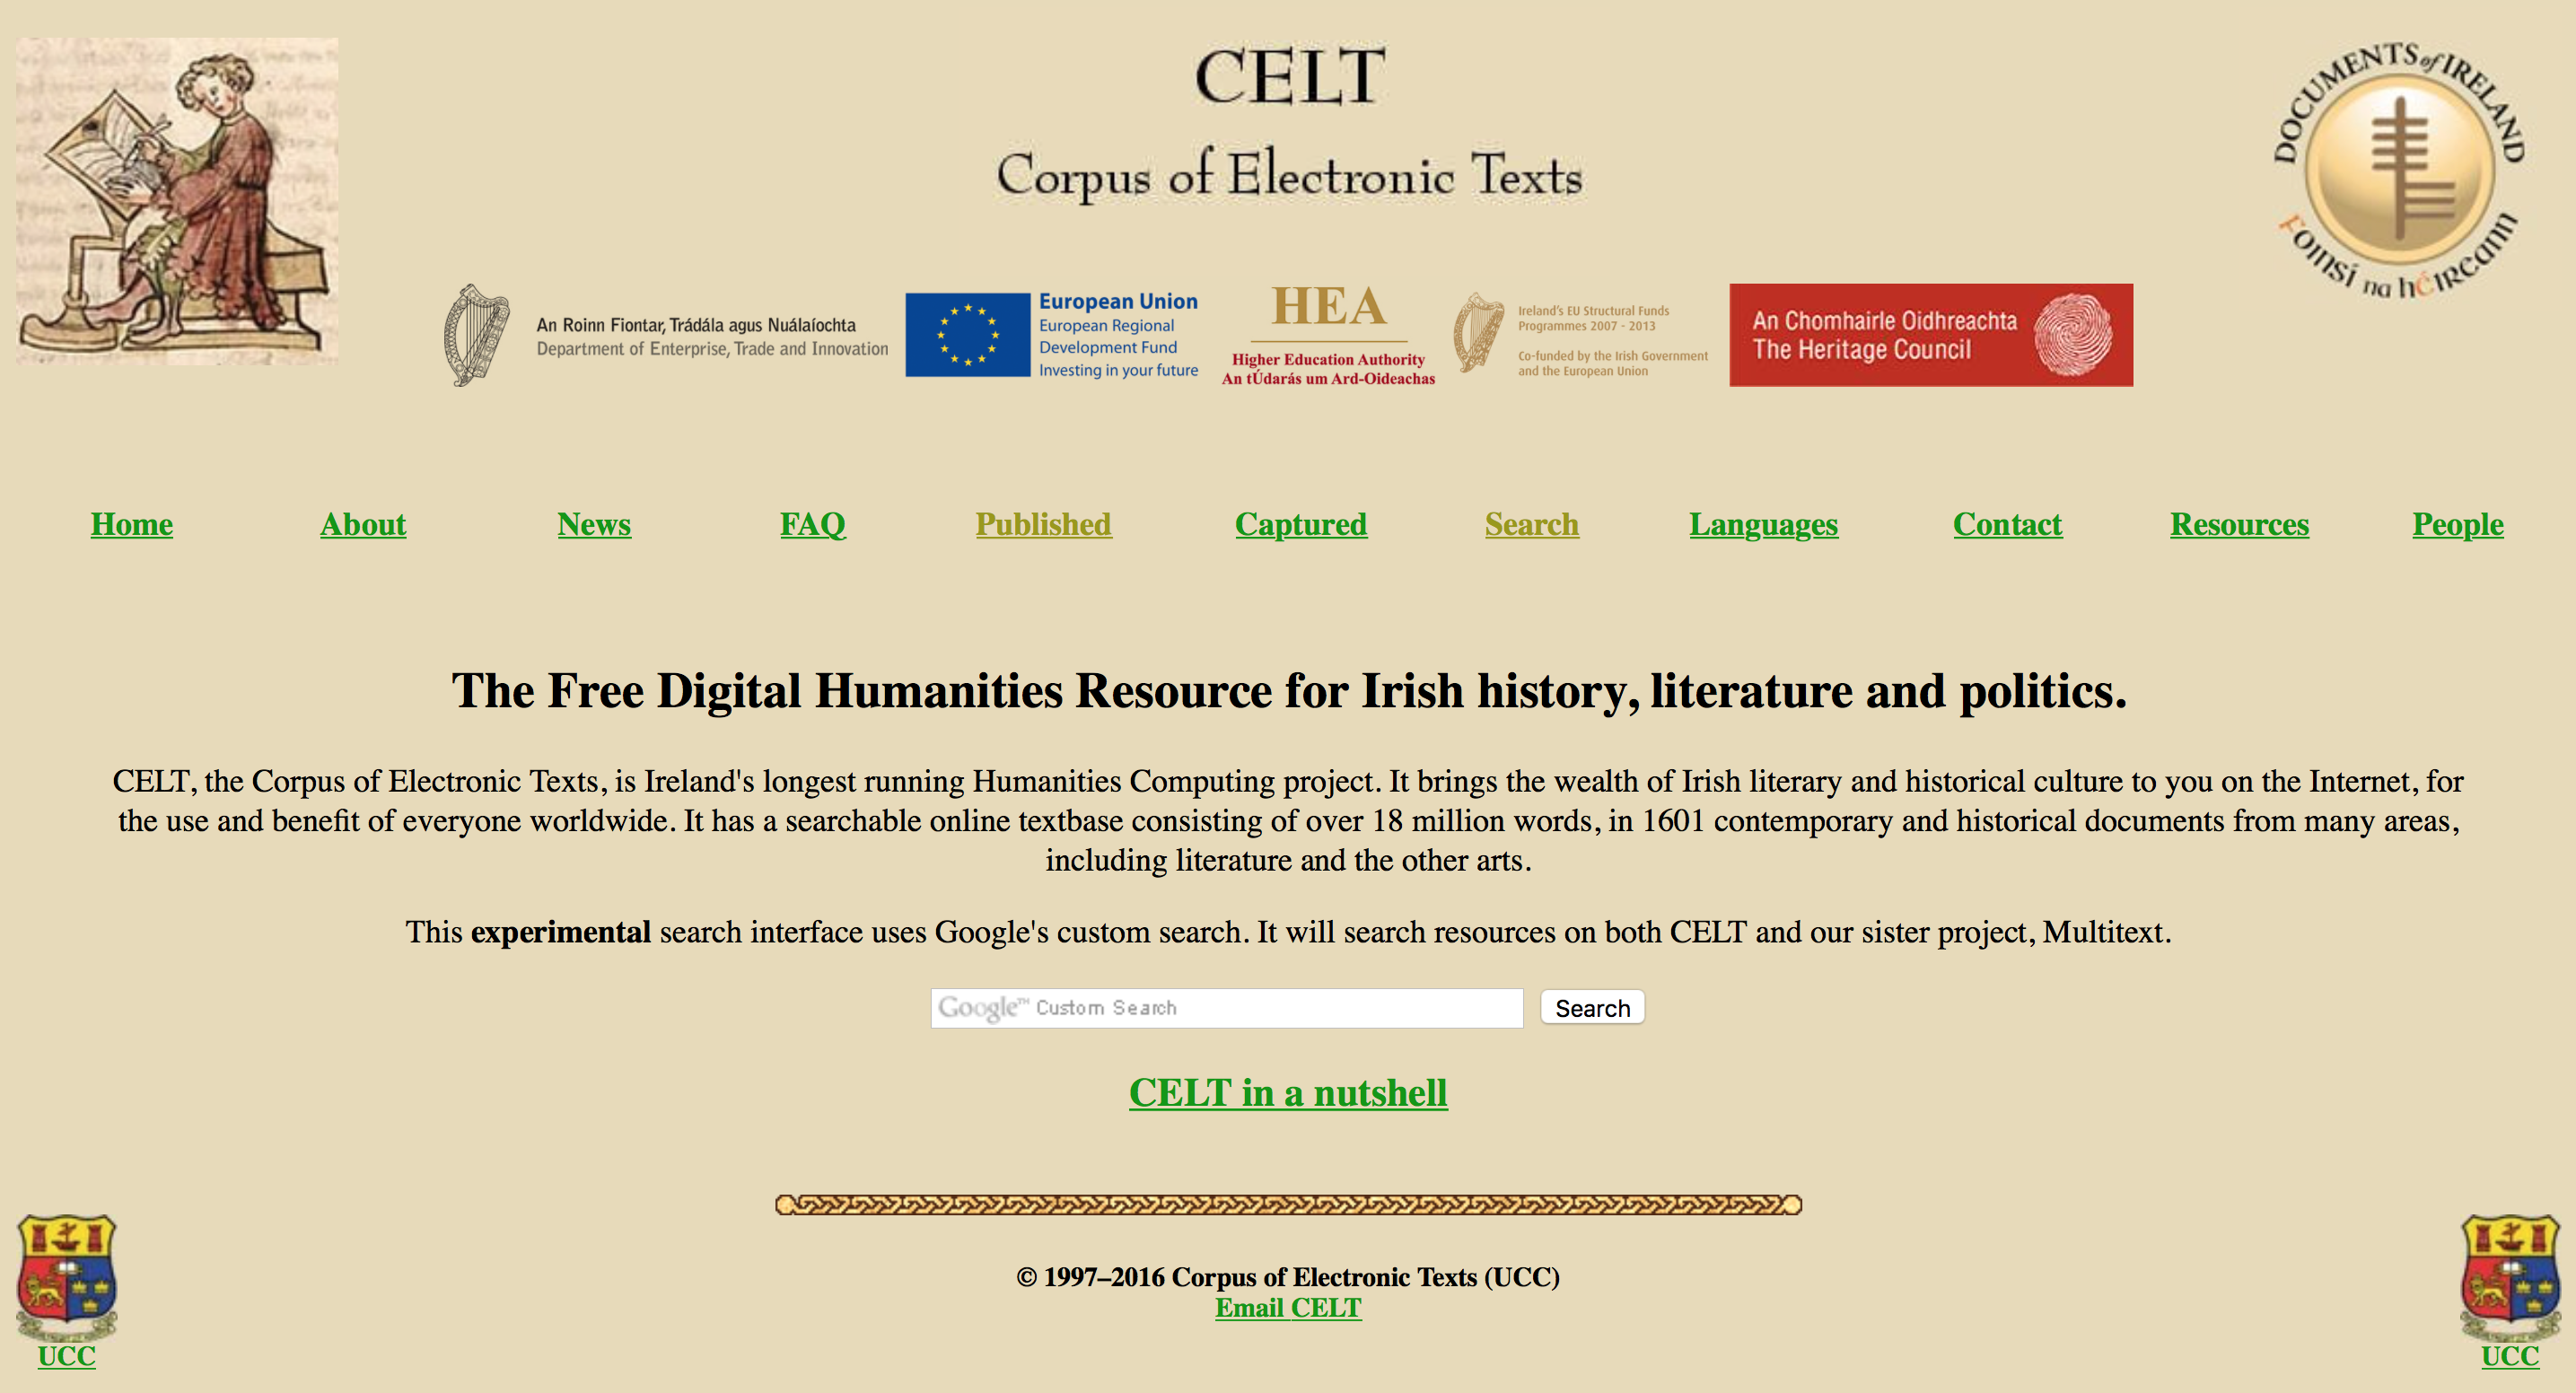 CELT
Corpus of Electronic Texts
DOCUMENTS of IRELAND
Foinsí na hÉireann
An Roinn Fiontar, Trádála agus Nuálaíochta
Department of Enterprise, Trade and Innovation
European Union
European Regional
Development Fund
Investing in your future
HEA
Higher Education Authority
An tÚdarás um Ard-Oideachas
Ireland's EU Structural Funds
Programmes 2007 - 2013
Co-funded by the Irish Government
and the European Union
An Chomhairle Oidhreachta
The Heritage Council
Home About News FAQ Published Captured Search Languages Contact Resources People
The Free Digital Humanities Resource for Irish history, literature and politics.
CELT, the Corpus of Electronic Texts, is Ireland's longest running Humanities Computing project. It brings the wealth of Irish literary and historical culture to you on the Internet, for
the use and benefit of everyone worldwide. It has a searchable online textbase consisting of over 18 million words, in 1601 contemporary and historical documents from many areas,
including literature and the other arts.
This experimental search interface uses Google's custom search. It will search resources on both CELT and our sister project, Multitext.
Google™ Custom Search Search
CELT in a nutshell
© 1997–2016 Corpus of Electronic Texts (UCC)
Email CELT
UCC
UCC